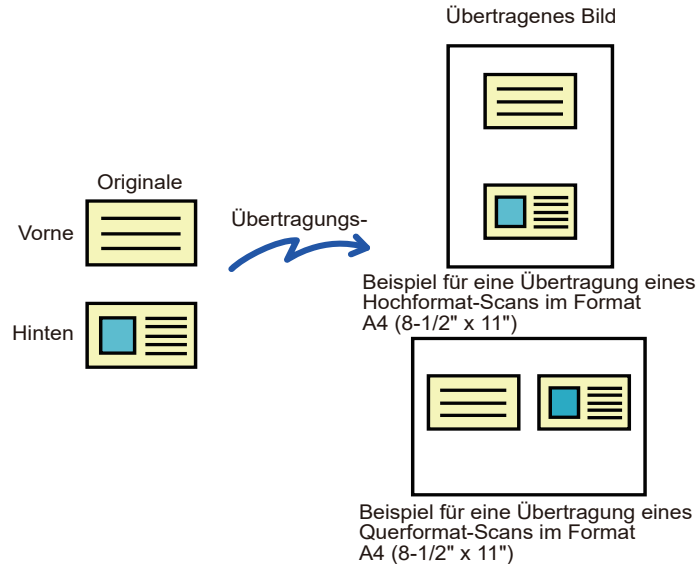 Übertragenes Bild
Originale
Vorne
Übertragungs-
Hinten
Beispiel für eine Übertragung eines
Hochformat-Scans im Format
A4 (8-1/2" x 11")
Beispiel für eine Übertragung eines
Querformat-Scans im Format
A4 (8-1/2" x 11")